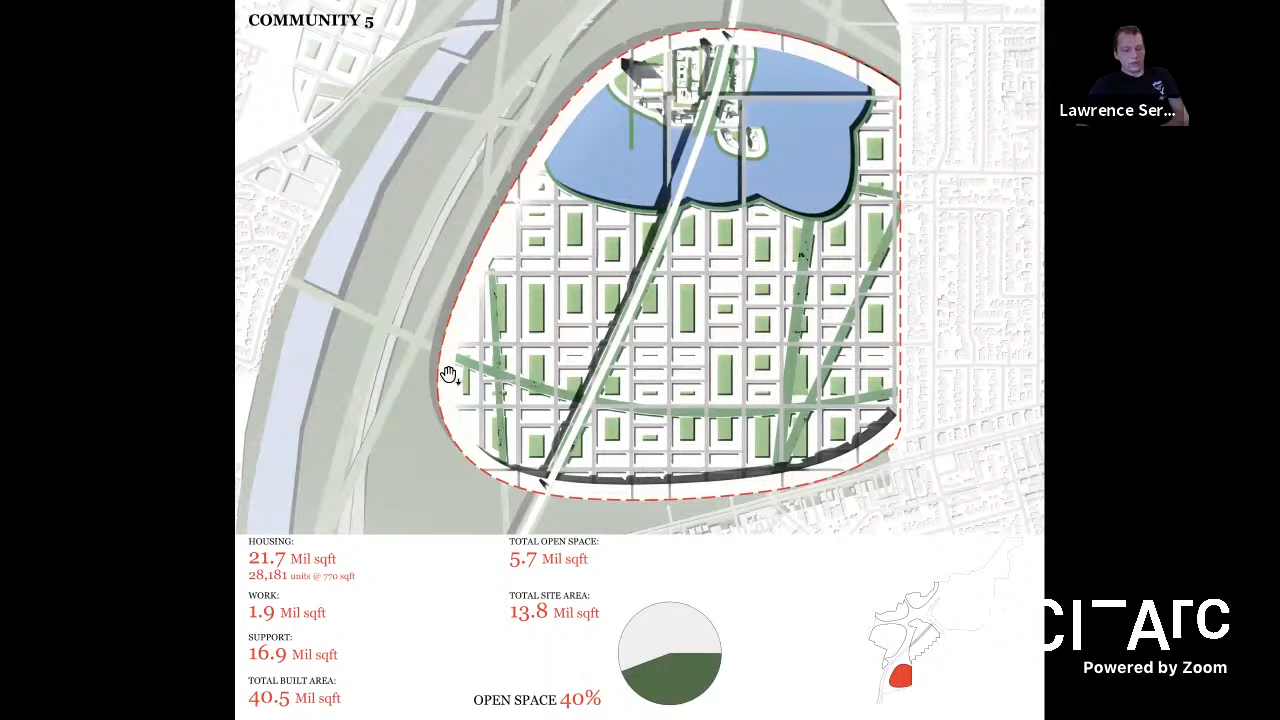 COMMUNITY 5
Lawrence Ser...
HOUSING:
21.7 Mil sqft
28,181 units @ 770 sqft
WORK:
1.9 Mil sqft
SUPPORT:
16.9 Mil sqft
TOTAL BUILT AREA:
40.5 Mil sqft
TOTAL OPEN SPACE:
5.7 Mil sqft
TOTAL SITE AREA:
13.8 Mil sqft
OPEN SPACE 40%
CI Arc
Powered by Zoom